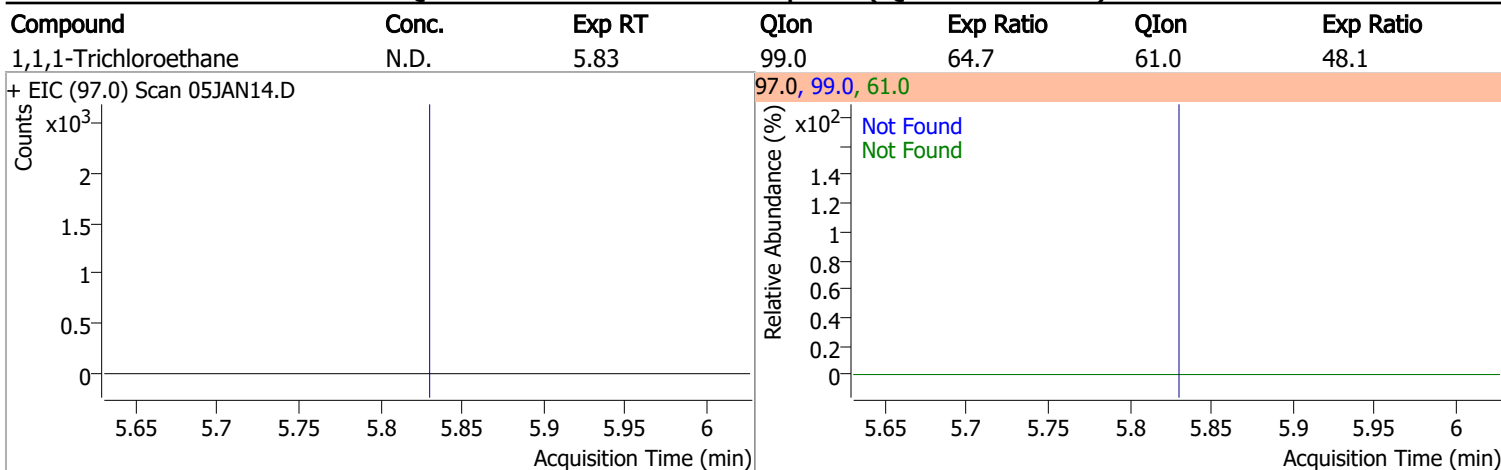 Compound Conc. Exp RT QIon Exp Ratio QIon Exp Ratio
1,1,1-Trichloroethane N.D. 5.83 99.0 64.7 61.0 48.1
+ EIC (97.0) Scan 05JAN14.D
Counts
x10³
2
1.5
1
0.5
0
5.65 5.7 5.75 5.8 5.85 5.9 5.95 6
Acquisition Time (min)
97.0, 99.0, 61.0
Relative Abundance (%)
x10²
Not Found
Not Found
1.4
1.2
1
0.8
0.6
0.4
0.2
0
5.65 5.7 5.75 5.8 5.85 5.9 5.95 6
Acquisition Time (min)